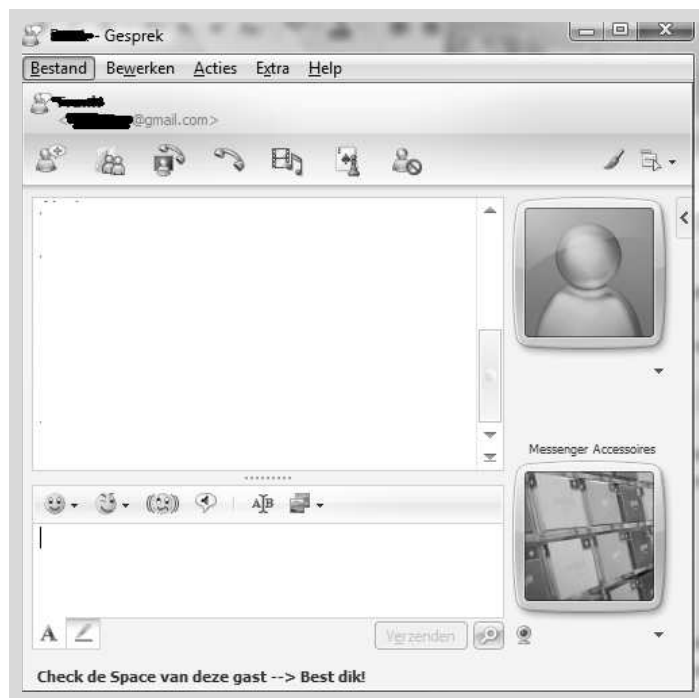 - Gesprek
Bestand Bewerken Acties Extra Help
@gmail.com>
Messenger Accessoires
A B
A
Verzenden
Check de Space van deze gast --> Best dik!